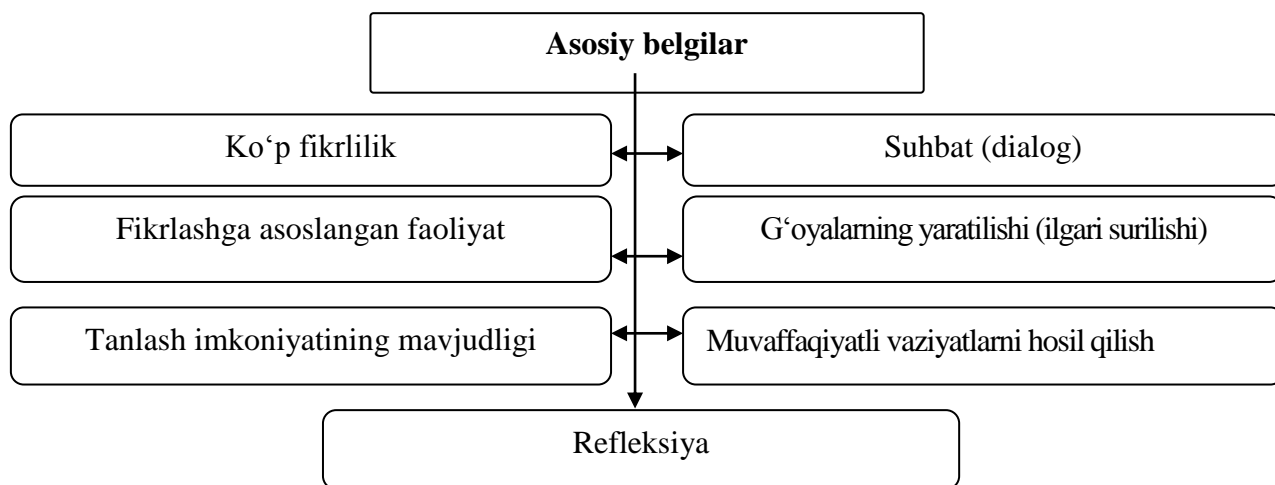 Asosiy belgilar
Ko‘p fikrlilik
Suhbat (dialog)
Fikrlashga asoslangan faoliyat
G‘oyalarning yaratilishi (ilgari surilishi)
Tanlash imkoniyatining mavjudligi
Muvaffaqiyatli vaziyatlarni hosil qilish
Refleksiya